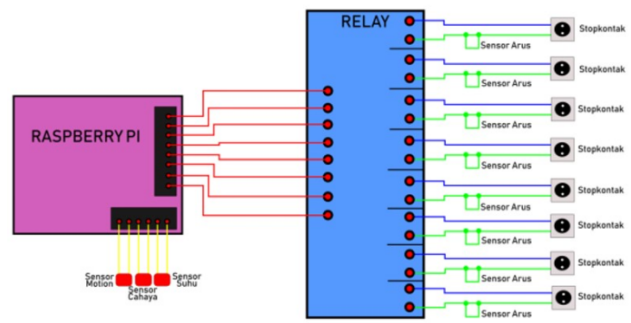 RELAY
RASPBERRY PI
Stopkontak
Sensor Arus
Stopkontak
Sensor Arus
Stopkontak
Sensor Arus
Stopkontak
Sensor Arus
Stopkontak
Sensor Arus
Stopkontak
Sensor Arus
Stopkontak
Sensor Arus
Stopkontak
Sensor Arus
Sensor
Motion
Sensor
Cahaya
Sensor
Suhu